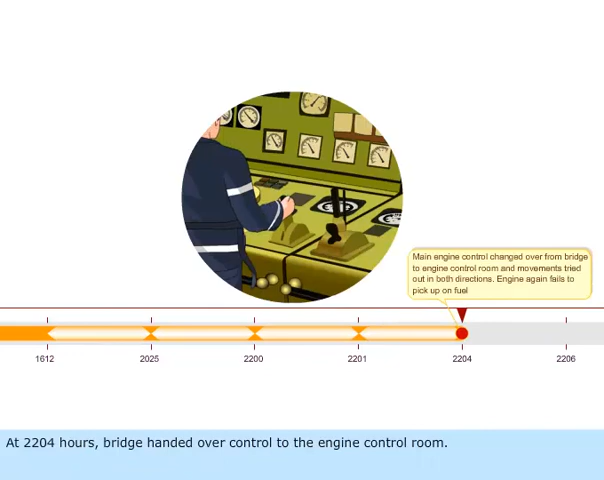 Main engine control changed over from bridge
to engine control room and movements tried
out in both directions. Engine again fails to
pick up on fuel
1612 2025 2200 2201 2204 2206
At 2204 hours, bridge handed over control to the engine control room.